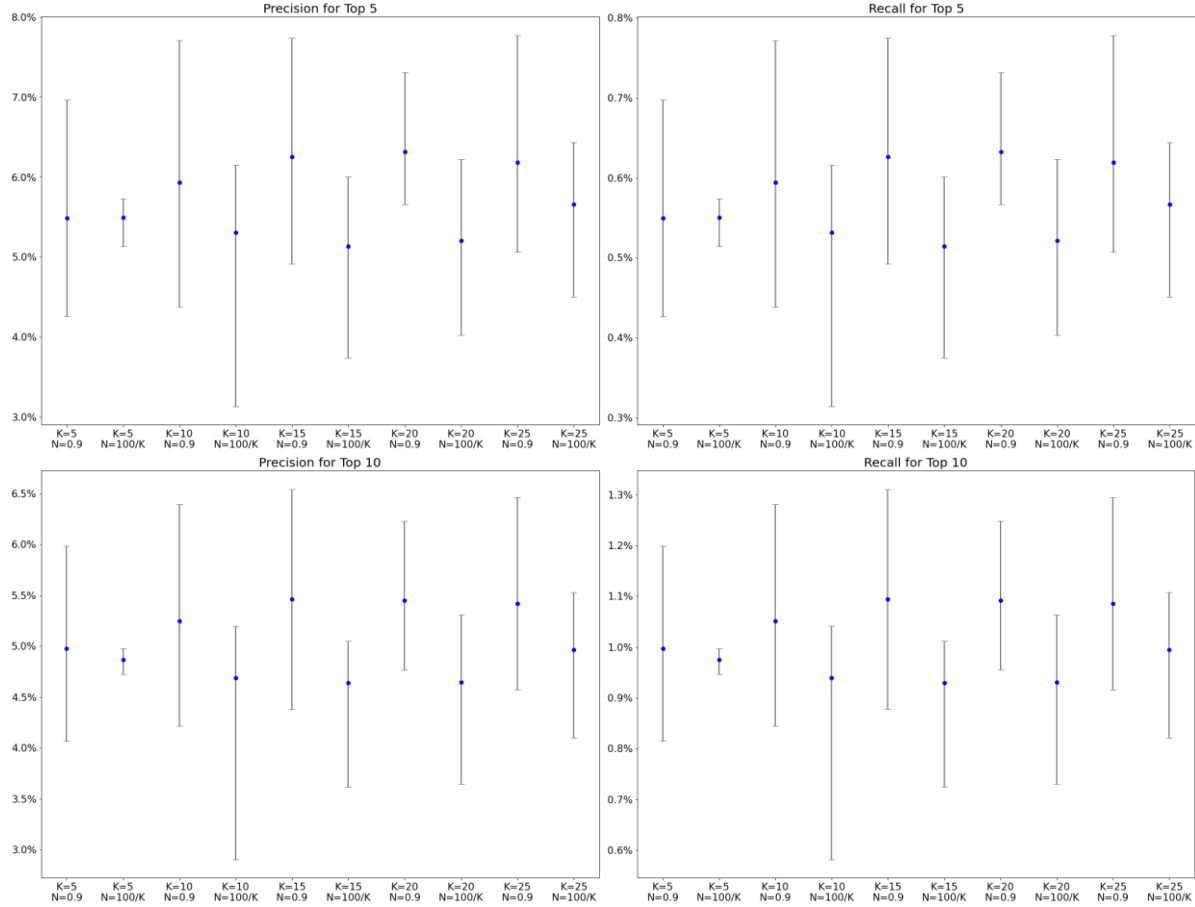 Precision for Top 5
8.0%
7.0%
6.0%
5.0%
4.0%
3.0%
K=5 K=5 K=10 K=10 K=15 K=15 K=20 K=20 K=25 K=25
N=0.9 N=100/K N=0.9 N=100/K N=0.9 N=100/K N=0.9 N=100/K N=0.9 N=100/K
Recall for Top 5
0.8%
0.7%
0.6%
0.5%
0.4%
0.3%
K=5 K=5 K=10 K=10 K=15 K=15 K=20 K=20 K=25 K=25
N=0.9 N=100/K N=0.9 N=100/K N=0.9 N=100/K N=0.9 N=100/K N=0.9 N=100/K
Precision for Top 10
6.5%
6.0%
5.5%
5.0%
4.5%
4.0%
3.5%
3.0%
K=5 K=5 K=10 K=10 K=15 K=15 K=20 K=20 K=25 K=25
N=0.9 N=100/K N=0.9 N=100/K N=0.9 N=100/K N=0.9 N=100/K N=0.9 N=100/K
Recall for Top 10
1.3%
1.2%
1.1%
1.0%
0.9%
0.8%
0.7%
0.6%
K=5 K=5 K=10 K=10 K=15 K=15 K=20 K=20 K=25 K=25
N=0.9 N=100/K N=0.9 N=100/K N=0.9 N=100/K N=0.9 N=100/K N=0.9 N=100/K